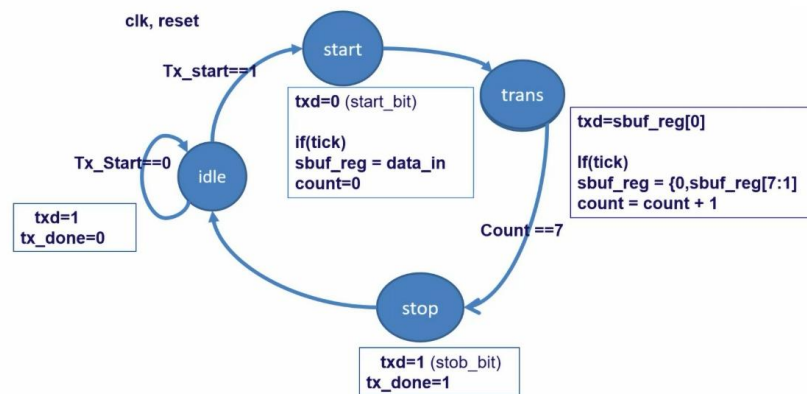 clk, reset
start
Tx_start==1
trans
txd=0 (start_bit)
if(tick)
sbuf_reg = data_in
count=0
txd=sbuf_reg[0]
If(tick)
sbuf_reg = {0,sbuf_reg[7:1]
count = count + 1
Tx_Start==0
idle
txd=1
tx_done=0
Count ==7
stop
txd=1 (stob_bit)
tx_done=1